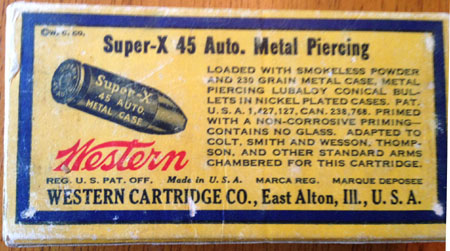 ©W. C. Co.
Super-X 45 Auto. Metal Piercing
Super-X
45 AUTO.
METAL CASE
LOADED WITH SMOKELESS POWDER
AND 230 GRAIN METAL CASE, METAL
PIERCING LUBALOY CONICAL BUL-
LETS IN NICKEL PLATED CASES. PAT.
U. S. A. 1,427,127, CAN. 238,768. PRIMED
WITH A NON-CORROSIVE PRIMING—
CONTAINS NO GLASS. ADAPTED TO
COLT, SMITH AND WESSON, THOMP-
SON, AND OTHER STANDARD ARMS
CHAMBERED FOR THIS CARTRIDGE.
Western
REG. U. S. PAT. OFF. Made in U. S. A. MARCA REG. MARQUE DEPOSEE
WESTERN CARTRIDGE CO., East Alton, Ill., U. S. A.